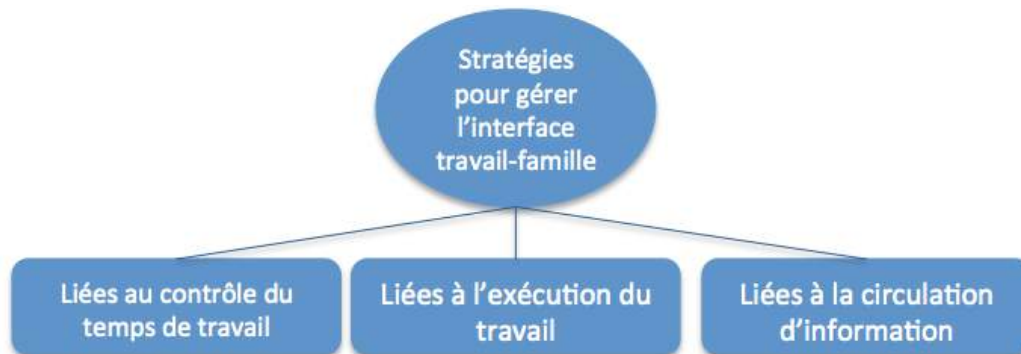 Stratégies
pour gérer
l’interface
travail-famille
Liées au contrôle du
temps de travail
Liées à l’exécution du
travail
Liées à la circulation
d’information